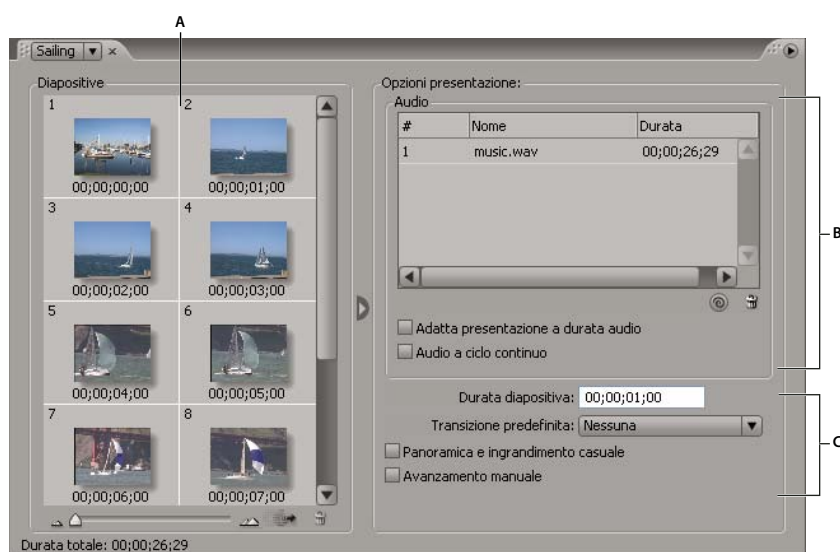 A
Sailing
Diapositive
1
2
00;00;00;00
00;00;01;00
3
4
00;00;02;00
00;00;03;00
5
6
00;00;04;00
00;00;05;00
7
8
00;00;06;00
00;00;07;00
Durata totale: 00;00;26;29
Opzioni presentazione:
Audio
# Nome Durata
1 music.wav 00;00;26;29
Adatta presentazione a durata audio
Audio a ciclo continuo
B
Durata diapositiva: 00;00;01;00
Transizione predefinita: Nessuna
Panoramica e ingrandimento casuale
Avanzamento manuale
C